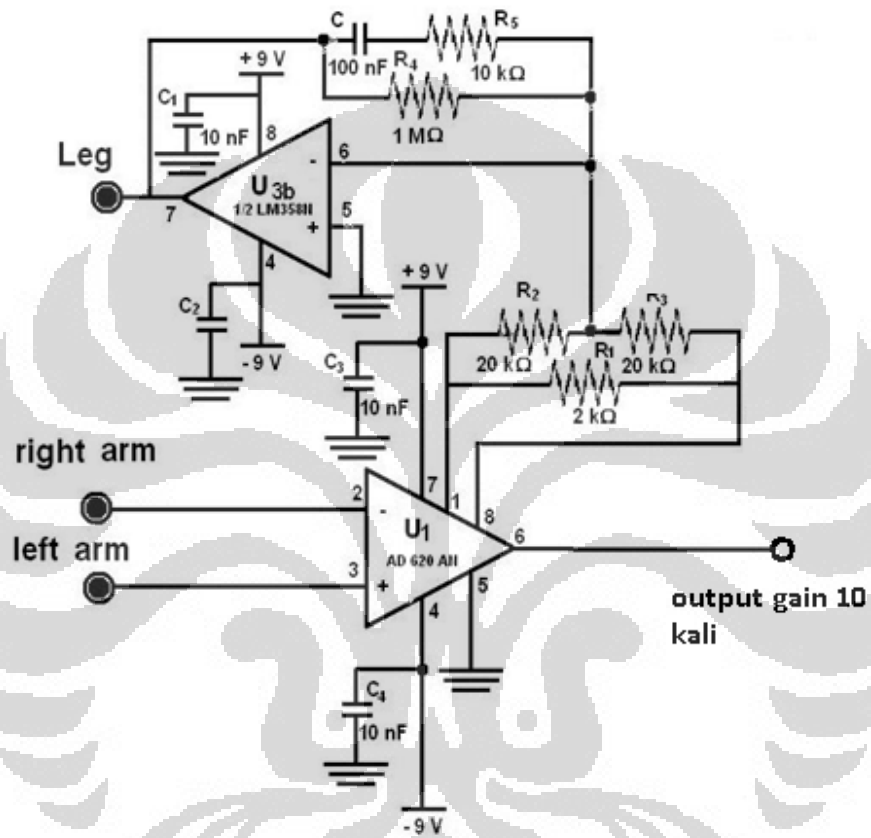 C
R5
100 nF
R4
10 kΩ
1 MΩ
+ 9 V
C1
10 nF
8
6
-
Leg
U3b
1/2 LM358N
5
+
7
4
C2
- 9 V
+ 9 V
R2
R3
C3
20 kΩ
R1
20 kΩ
10 nF
2 kΩ
right arm
7
1
2
-
U1
8
6
left arm
AD 620 AN
3
+
5
4
output gain 10
kali
C4
10 nF
- 9 V